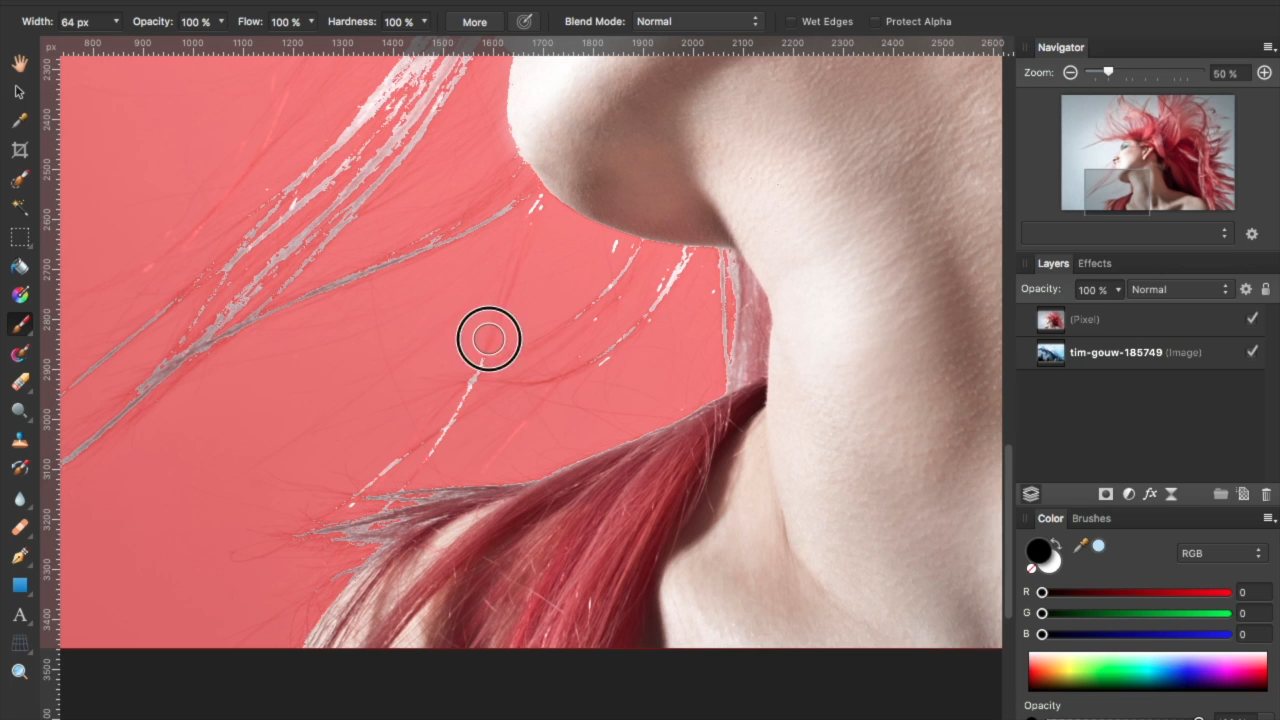 Width: 64 px Opacity: 100 % Flow: 100 % Hardness: 100 % More Blend Mode: Normal Wet Edges Protect Alpha
px 800 900 1000 1100 1200 1300 1400 1500 1600 1700 1800 1900 2000 2100 2200 2300 2400 2500 2600
2300
2400
2500
2600
2700
2800
2900
3000
3100
3200
3300
3400
3500
A
Navigator
Zoom: 50 %
Layers Effects
Opacity: 100 % Normal
(Pixel)
tim-gouw-185749 (Image)
fx
Color Brushes
RGB
R 0
G 0
B 0
Opacity